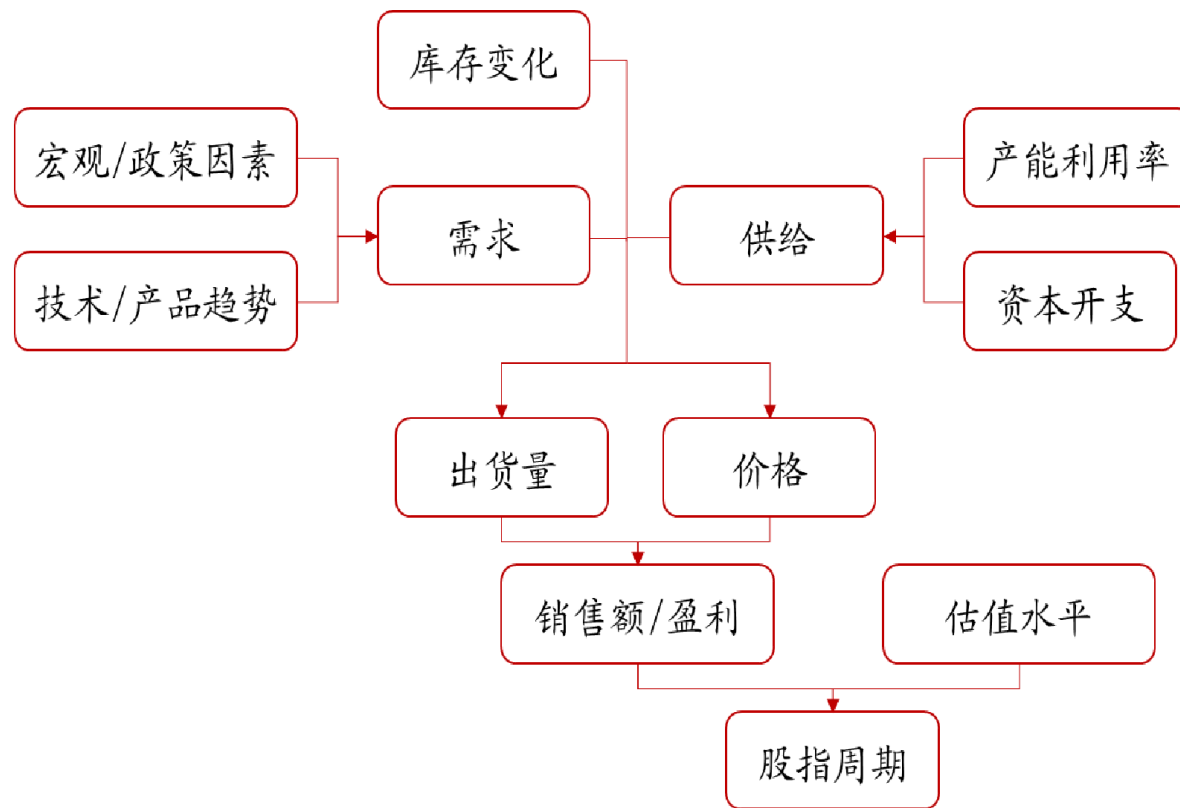 库存变化
宏观/政策因素
产能利用率
需求
供给
技术/产品趋势
资本开支
出货量
价格
销售额/盈利
估值水平
股指周期